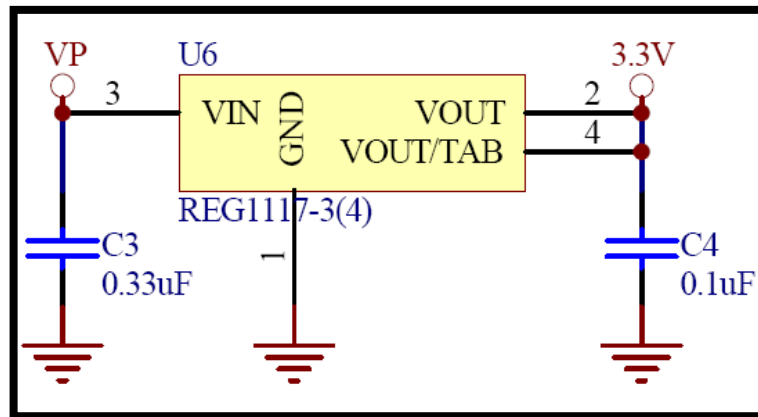 VP
U6
3.3V
3
VIN
GND
VOUT
2
VOUT/TAB
4
REG1117-3(4)
1
C3
0.33uF
C4
0.1uF